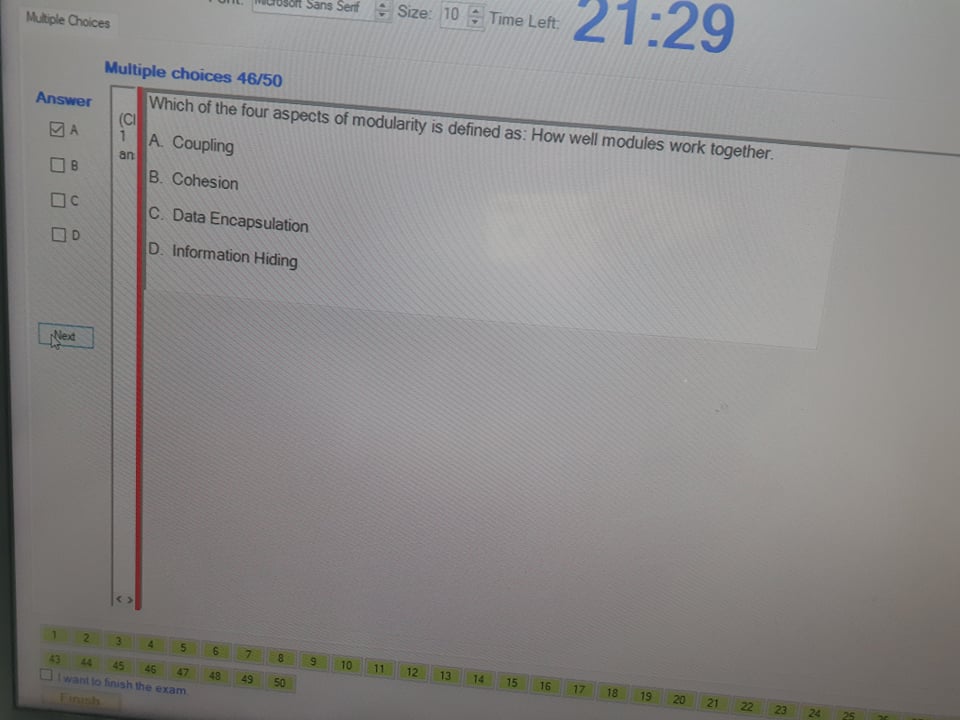 Microsoft Sans Serif Size: 10 Time Left: 21:29
Multiple Choices
Multiple choices 46/50
Answer
A
B
C
D
Next
(Cl
1
an
Which of the four aspects of modularity is defined as: How well modules work together.
A. Coupling
B. Cohesion
C. Data Encapsulation
D. Information Hiding
< >
1 2 3 4 5 6 7 8 9 10 11 12 13 14 15 16 17 18 19 20 21 22 23 24 25
43 44 45 46 47 48 49 50
I want to finish the exam
Finish